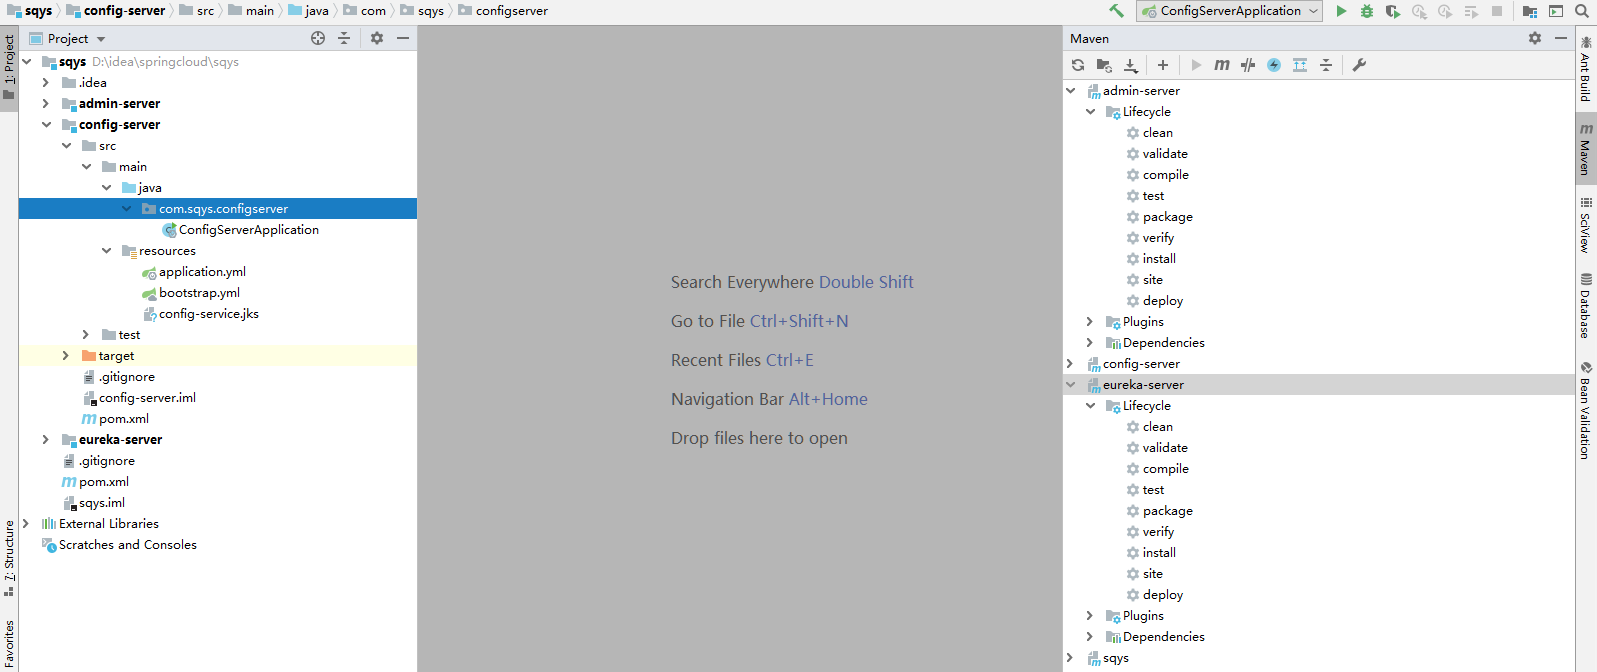 sqys config-server src main java com sqys configserver ConfigServerApplication
1: Project
7: Structure
Favorites
Project
sqys D:\idea\springcloud\sqys
.idea
admin-server
config-server
src
main
java
com.sqys.configserver
ConfigServerApplication
resources
application.yml
bootstrap.yml
config-service.jks
test
target
.gitignore
config-server.iml
pom.xml
eureka-server
.gitignore
pom.xml
sqys.iml
External Libraries
Scratches and Consoles
Search Everywhere Double Shift
Go to File Ctrl+Shift+N
Recent Files Ctrl+E
Navigation Bar Alt+Home
Drop files here to open
Maven
admin-server
Lifecycle
clean
validate
compile
test
package
verify
install
site
deploy
Plugins
Dependencies
config-server
eureka-server
Lifecycle
clean
validate
compile
test
package
verify
install
site
deploy
Plugins
Dependencies
sqys
Ant Build
Maven
SciView
Database
Bean Validation